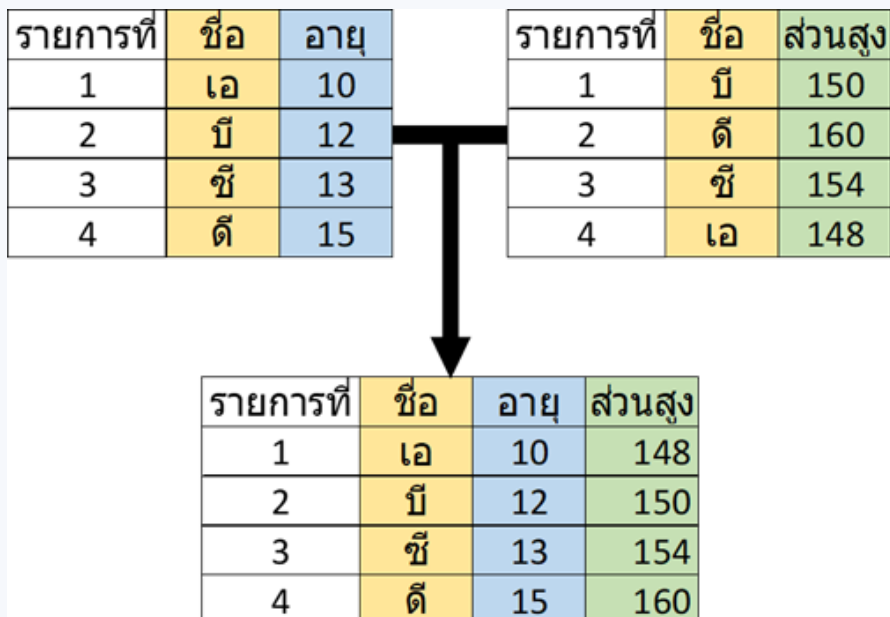 รายการที่ ชื่อ อายุ
1 เอ 10
2 บี 12
3 ซี 13
4 ดี 15
รายการที่ ชื่อ ส่วนสูง
1 บี 150
2 ดี 160
3 ซี 154
4 เอ 148
รายการที่ ชื่อ อายุ ส่วนสูง
1 เอ 10 148
2 บี 12 150
3 ซี 13 154
4 ดี 15 160